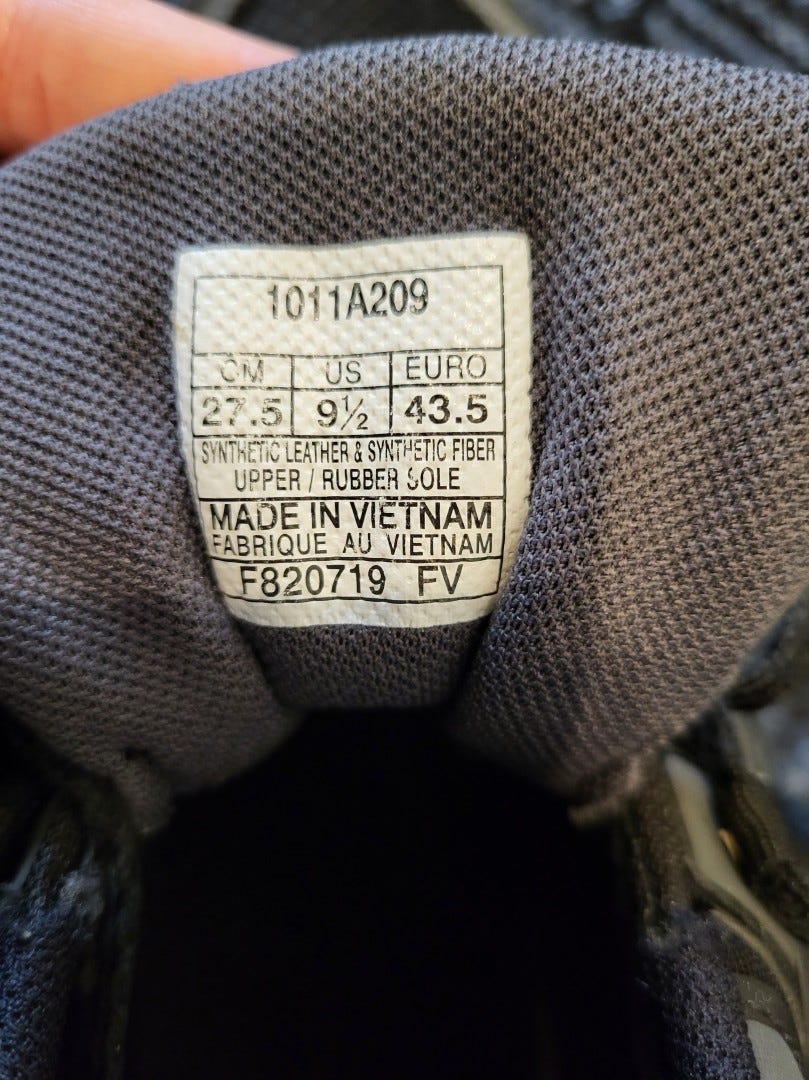 1011A209
CM US EURO
27.5 9½ 43.5
SYNTHETIC LEATHER & SYNTHETIC FIBER
UPPER / RUBBER SOLE
MADE IN VIETNAM
FABRIQUE AU VIETNAM
F820719 FV